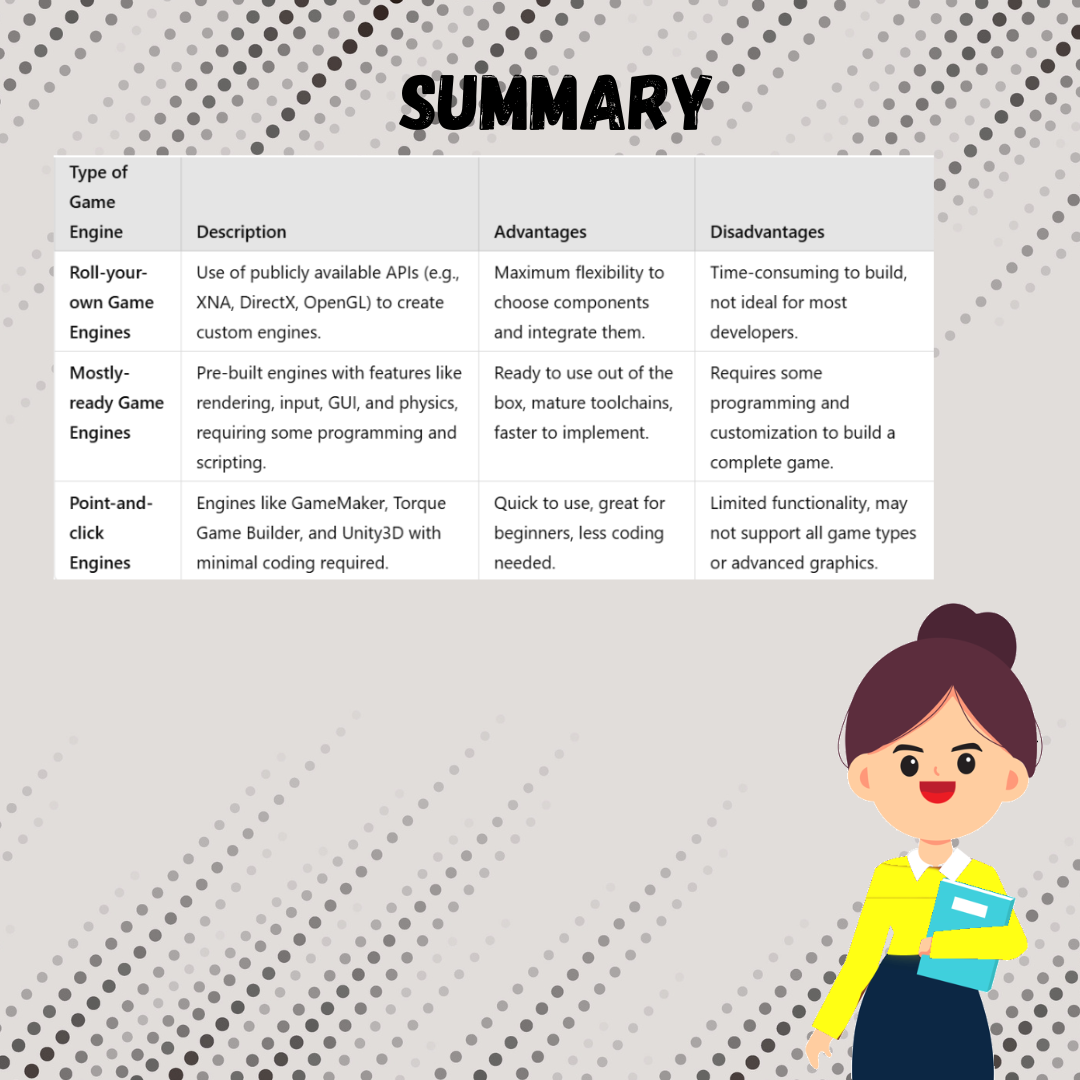 SUMMARY
Type of
Game
Engine
Description
Advantages
Disadvantages
Roll-your-
own Game
Engines
Use of publicly available APIs (e.g.,
XNA, DirectX, OpenGL) to create
custom engines.
Maximum flexibility to
choose components
and integrate them.
Time-consuming to build,
not ideal for most
developers.
Mostly-
ready Game
Engines
Pre-built engines with features like
rendering, input, GUI, and physics,
requiring some programming and
scripting.
Ready to use out of the
box, mature toolchains,
faster to implement.
Requires some
programming and
customization to build a
complete game.
Point-and-
click
Engines
Engines like GameMaker, Torque
Game Builder, and Unity3D with
minimal coding required.
Quick to use, great for
beginners, less coding
needed.
Limited functionality, may
not support all game types
or advanced graphics.